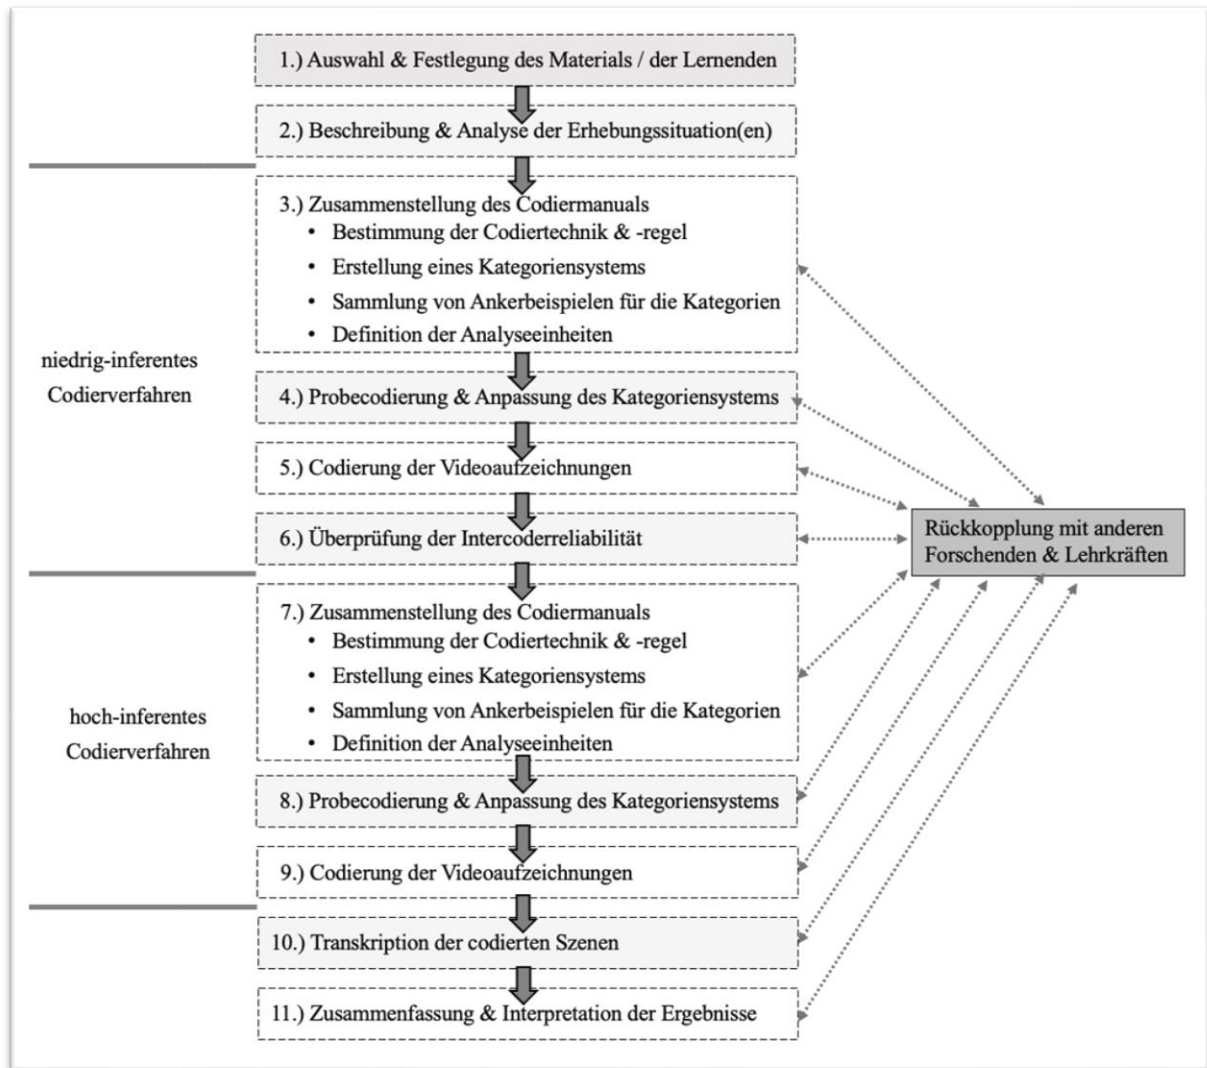 1.) Auswahl & Festlegung des Materials / der Lernenden
2.) Beschreibung & Analyse der Erhebungssituation(en)
3.) Zusammenstellung des Codiermanuals
• Bestimmung der Codiertechnik & -regel
• Erstellung eines Kategoriensystems
• Sammlung von Ankerbeispielen für die Kategorien
• Definition der Analyseeinheiten
niedrig-inferentes
Codierverfahren
4.) Probecodierung & Anpassung des Kategoriensystems
5.) Codierung der Videoaufzeichnungen
6.) Überprüfung der Intercoderreliabilität
Rückkopplung mit anderen
Forschenden & Lehrkräften
7.) Zusammenstellung des Codiermanuals
• Bestimmung der Codiertechnik & -regel
• Erstellung eines Kategoriensystems
• Sammlung von Ankerbeispielen für die Kategorien
• Definition der Analyseeinheiten
hoch-inferentes
Codierverfahren
8.) Probecodierung & Anpassung des Kategoriensystems
9.) Codierung der Videoaufzeichnungen
10.) Transkription der codierten Szenen
11.) Zusammenfassung & Interpretation der Ergebnisse